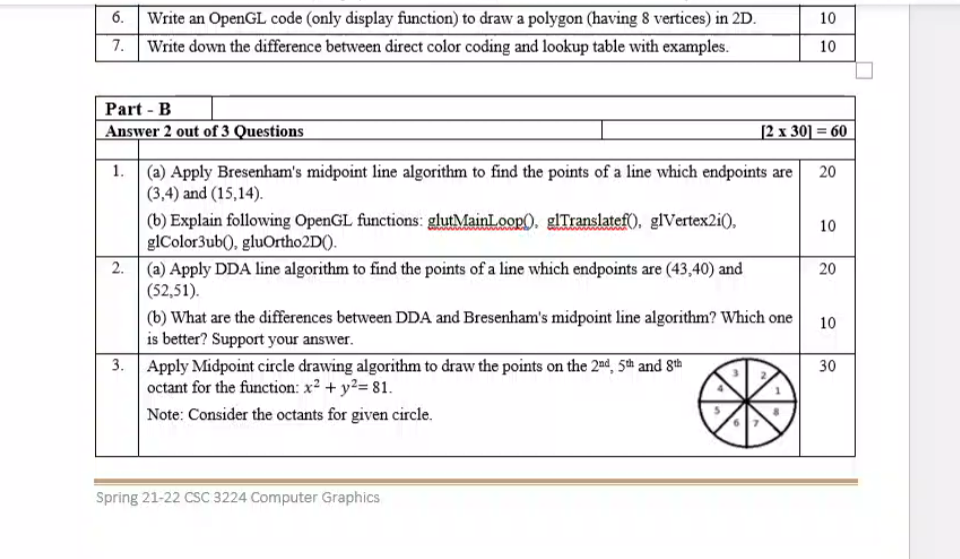 6. Write an OpenGL code (only display function) to draw a polygon (having 8 vertices) in 2D. 10
7. Write down the difference between direct color coding and lookup table with examples. 10
Part - B
Answer 2 out of 3 Questions [2 x 30] = 60
1. (a) Apply Bresenham's midpoint line algorithm to find the points of a line which endpoints are 20
(3,4) and (15,14).
(b) Explain following OpenGL functions: glutMainLoop(), glTranslatef(), glVertex2i(), 10
glColor3ub(), gluOrtho2D().
2. (a) Apply DDA line algorithm to find the points of a line which endpoints are (43,40) and 20
(52,51).
(b) What are the differences between DDA and Bresenham's midpoint line algorithm? Which one 10
is better? Support your answer.
3. Apply Midpoint circle drawing algorithm to draw the points on the 2nd, 5th and 8th 30
octant for the function: x² + y²= 81.
Note: Consider the octants for given circle.
3 2
4 1
5 8
6 7
Spring 21-22 CSC 3224 Computer Graphics